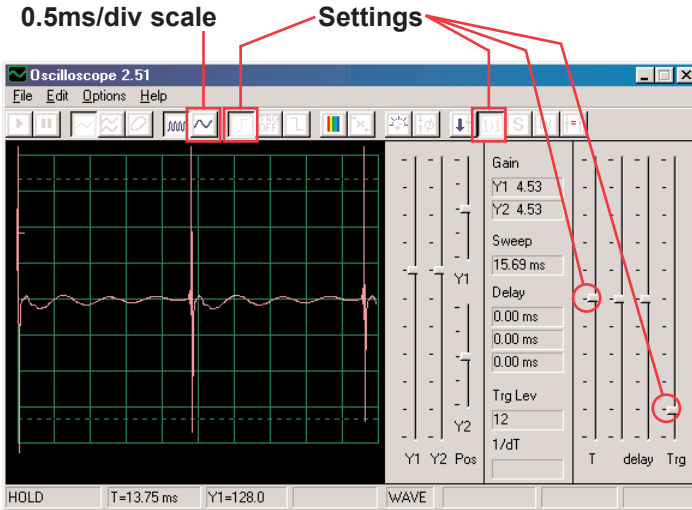 0.5ms/div scale
Settings
Oscilloscope 2.51
File Edit Options Help
Gain
Y1 4.53
Y2 4.53
Sweep
15.69 ms
Y1
Delay
0.00 ms
0.00 ms
0.00 ms
Trg Lev
12
Y2
1/dT
Y1 Y2 Pos
T delay Trg
HOLD T=13.75 ms Y1=128.0 WAVE